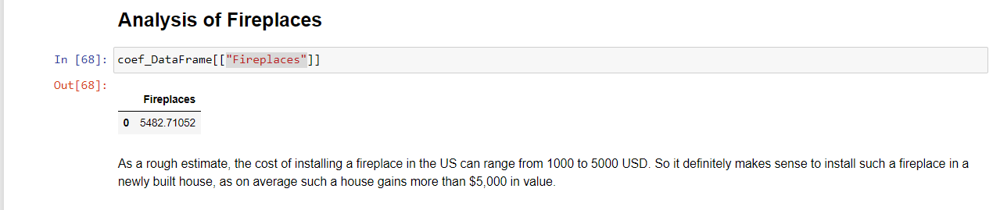 Analysis of Fireplaces
In [68]: coef_DataFrame[["Fireplaces"]]
Out[68]:
Fireplaces
0 5482.71052
As a rough estimate, the cost of installing a fireplace in the US can range from 1000 to 5000 USD. So it definitely makes sense to install such a fireplace in a
newly built house, as on average such a house gains more than $5,000 in value.